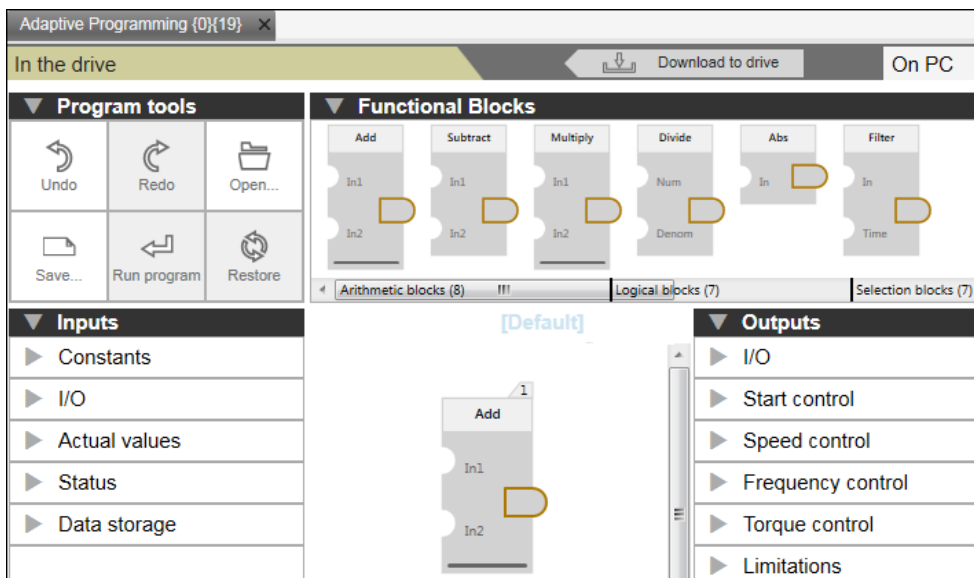 Adaptive Programming {0}{19} ×
In the drive
Download to drive
On PC
Program tools
Undo
Redo
Open...
Save...
Run program
Restore
Functional Blocks
Add
In1
In2
Subtract
In1
In2
Multiply
In1
In2
Divide
Num
Denom
Abs
In
Filter
In
Time
Arithmetic blocks (8)
Logical blocks (7)
Selection blocks (7)
Inputs
Constants
I/O
Actual values
Status
Data storage
[Default]
1
Add
In1
In2
Outputs
I/O
Start control
Speed control
Frequency control
Torque control
Limitations